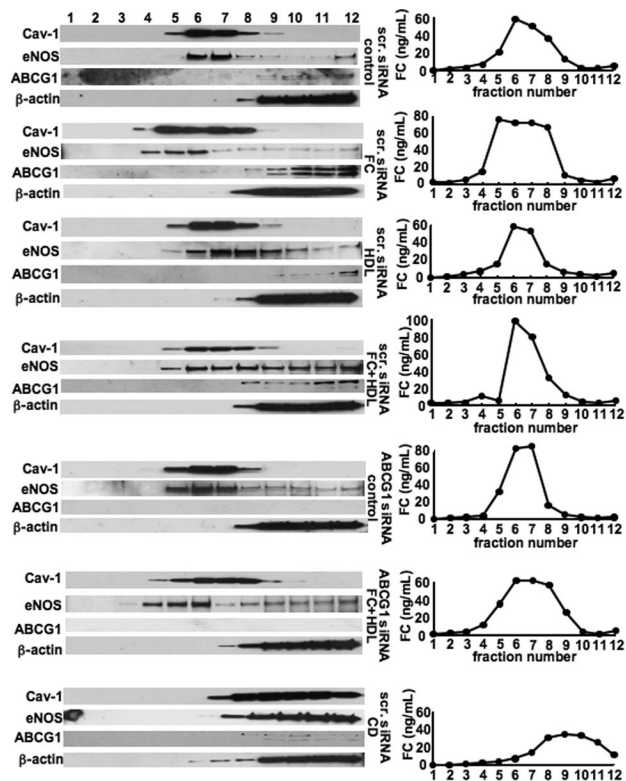 1 2 3 4 5 6 7 8 9 10 11 12
Cav-1
eNOS
ABCG1
β-actin
scr. siRNA
control
FC (ng/mL)
80
60
40
20
0
1 2 3 4 5 6 7 8 9 10 11 12
fraction number
Cav-1
eNOS
ABCG1
β-actin
scr. siRNA
FC
FC (ng/mL)
80
60
40
20
0
1 2 3 4 5 6 7 8 9 10 11 12
fraction number
Cav-1
eNOS
ABCG1
β-actin
scr. siRNA
HDL
FC (ng/mL)
80
60
40
20
0
1 2 3 4 5 6 7 8 9 10 11 12
fraction number
Cav-1
eNOS
ABCG1
β-actin
scr. siRNA
FC+HDL
FC (ng/mL)
100
80
60
40
20
0
1 2 3 4 5 6 7 8 9 10 11 12
fraction number
Cav-1
eNOS
ABCG1
β-actin
ABCG1 siRNA
control
FC (ng/mL)
80
60
40
20
0
1 2 3 4 5 6 7 8 9 10 11 12
fraction number
Cav-1
eNOS
ABCG1
β-actin
ABCG1 siRNA
FC+HDL
FC (ng/mL)
60
40
20
0
1 2 3 4 5 6 7 8 9 10 11 12
fraction number
Cav-1
eNOS
ABCG1
β-actin
scr. siRNA
CD
FC (ng/mL)
60
40
20
0
1 2 3 4 5 6 7 8 9 10 11 12